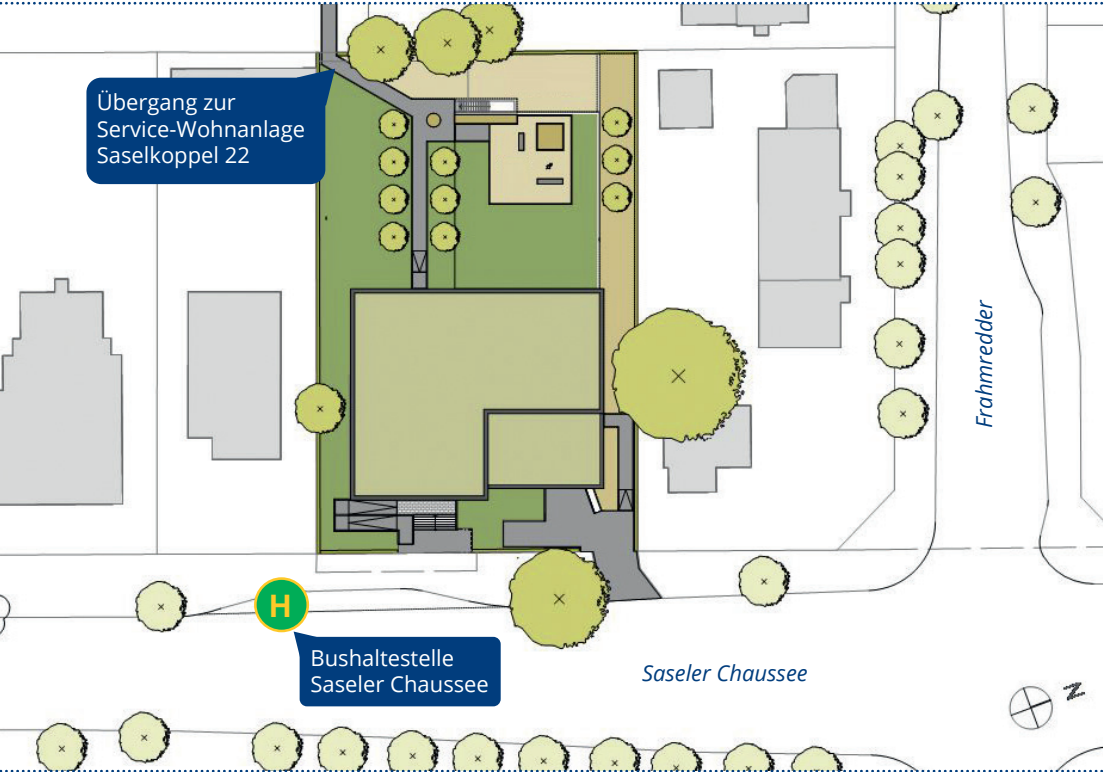 Übergang zur
Service-Wohnanlage
Saselkoppel 22
Frahmredder
H
Bushaltestelle
Saseler Chaussee
Saseler Chaussee
N